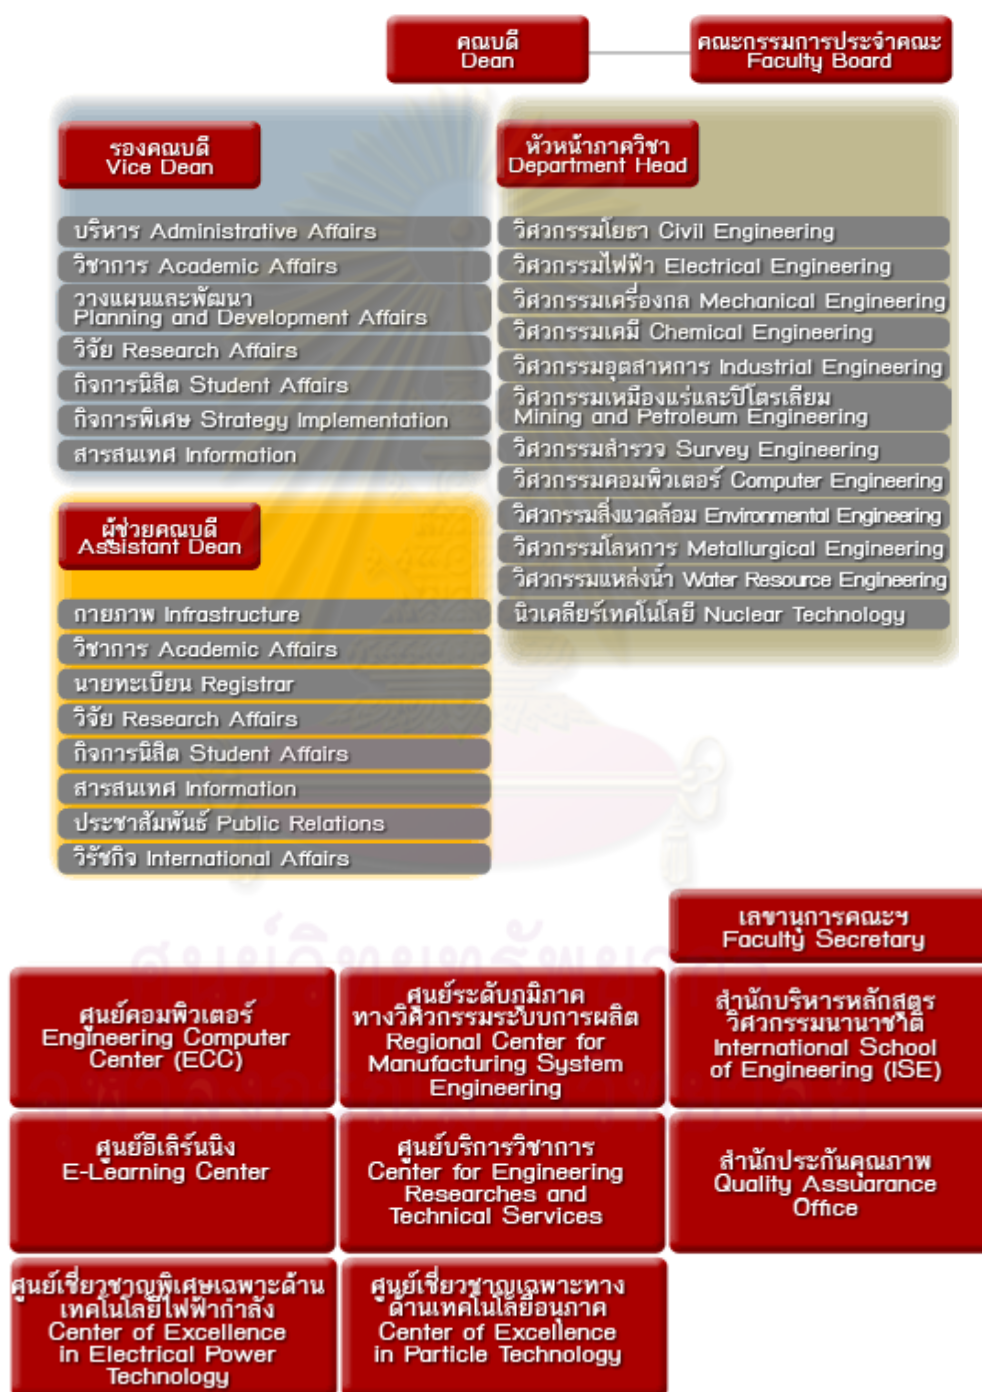 คณบดี
Dean
คณะกรรมการประจำคณะ
Faculty Board
รองคณบดี
Vice Dean
บริหาร Administrative Affairs
วิชาการ Academic Affairs
วางแผนและพัฒนา
Planning and Development Affairs
วิจัย Research Affairs
กิจการนิสิต Student Affairs
กิจการพิเศษ Strategy Implementation
สารสนเทศ Information
หัวหน้าภาควิชา
Department Head
วิศวกรรมโยธา Civil Engineering
วิศวกรรมไฟฟ้า Electrical Engineering
วิศวกรรมเครื่องกล Mechanical Engineering
วิศวกรรมเคมี Chemical Engineering
วิศวกรรมอุตสาหการ Industrial Engineering
วิศวกรรมเหมืองแร่และปิโตรเลียม
Mining and Petroleum Engineering
วิศวกรรมสำรวจ Survey Engineering
วิศวกรรมคอมพิวเตอร์ Computer Engineering
วิศวกรรมสิ่งแวดล้อม Environmental Engineering
วิศวกรรมโลหการ Metallurgical Engineering
วิศวกรรมแหล่งน้ำ Water Resource Engineering
นิวเคลียร์เทคโนโลยี Nuclear Technology
ผู้ช่วยคณบดี
Assistant Dean
กายภาพ Infrastructure
วิชาการ Academic Affairs
นายทะเบียน Registrar
วิจัย Research Affairs
กิจการนิสิต Student Affairs
สารสนเทศ Information
ประชาสัมพันธ์ Public Relations
วิรัชกิจ International Affairs
เลขานุการคณะฯ
Faculty Secretary
ศูนย์วิทยทรัพยากร
ศูนย์คอมพิวเตอร์
Engineering Computer
Center (ECC)
ศูนย์ระดับภูมิภาค
ทางวิศวกรรมระบบการผลิต
Regional Center for
Manufacturing System
Engineering
สำนักบริหารหลักสูตร
วิศวกรรมนานาชาติ
International School
of Engineering (ISE)
ศูนย์อีเลิร์นนิง
E-Learning Center
ศูนย์บริการวิชาการ
Center for Engineering
Researches and
Technical Services
สำนักประกันคุณภาพ
Quality Assuarance
Office
ศูนย์เชี่ยวชาญพิเศษเฉพาะด้าน
เทคโนโลยีไฟฟ้ากำลัง
Center of Excellence
in Electrical Power
Technology
ศูนย์เชี่ยวชาญเฉพาะทาง
ด้านเทคโนโลยีอนุภาค
Center of Excellence
in Particle Technology